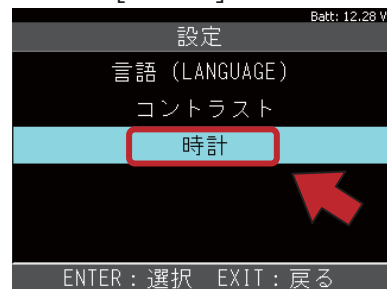 Batt: 12.28 V
設定
言語（LANGUAGE）
コントラスト
時計
ENTER：選択　EXIT：戻る